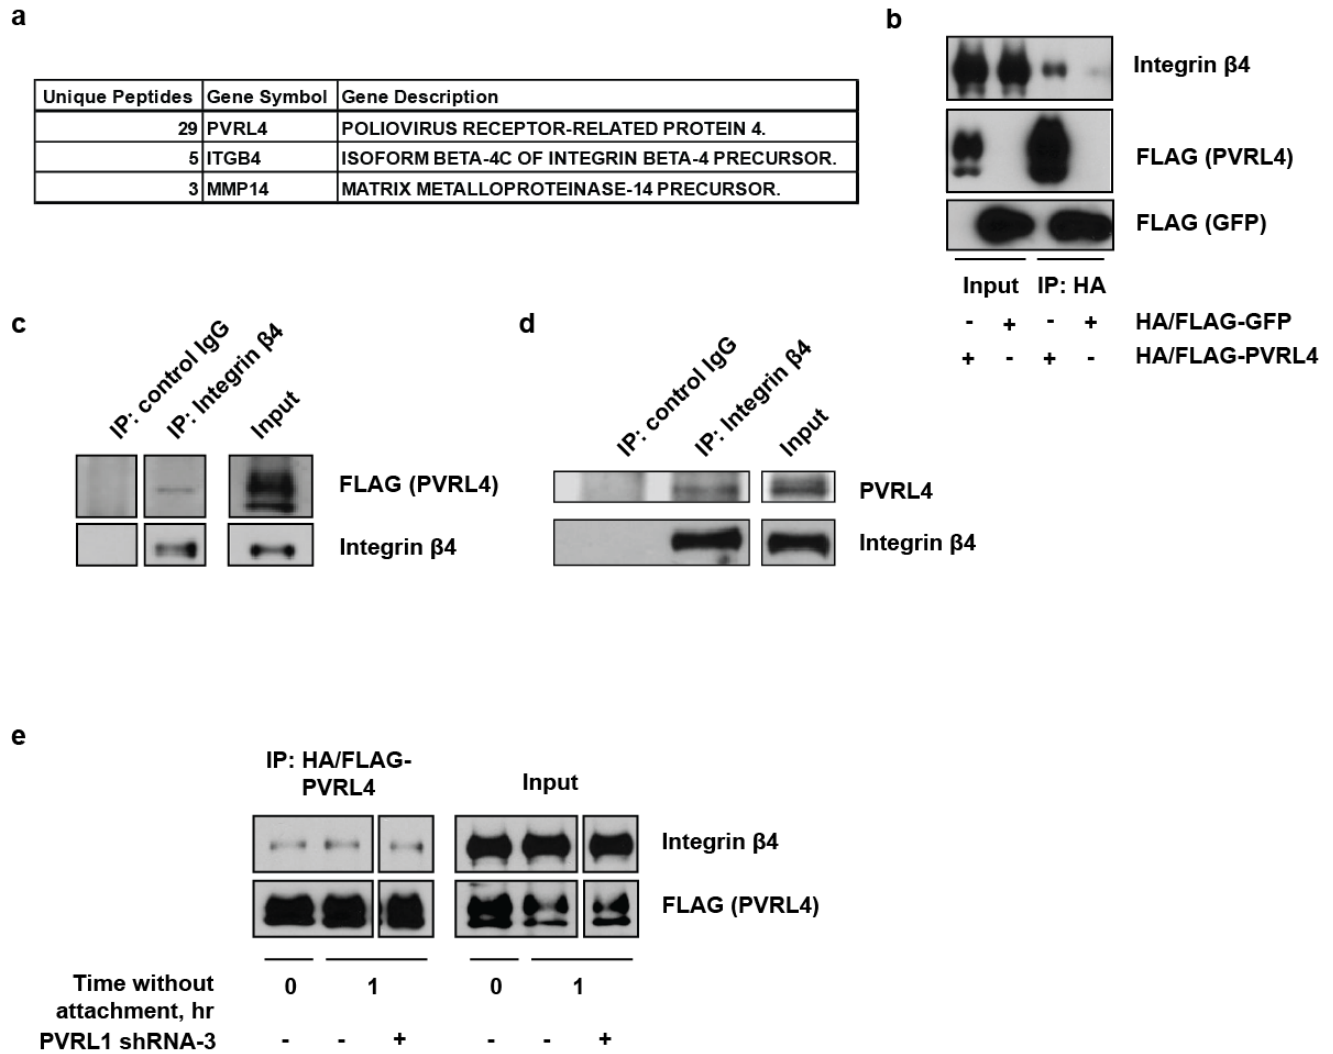 a
Unique Peptides Gene Symbol Gene Description
29 PVRL4 POLIOVIRUS RECEPTOR-RELATED PROTEIN 4.
5 ITGB4 ISOFORM BETA-4C OF INTEGRIN BETA-4 PRECURSOR.
3 MMP14 MATRIX METALLOPROTEINASE-14 PRECURSOR.
b
Integrin β4
FLAG (PVRL4)
FLAG (GFP)
Input IP: HA
- + - + HA/FLAG-GFP
+ - + - HA/FLAG-PVRL4
c
IP: control IgG
IP: Integrin β4
Input
FLAG (PVRL4)
Integrin β4
d
IP: control IgG
IP: Integrin β4
Input
PVRL4
Integrin β4
e
IP: HA/FLAG-
PVRL4
Input
Integrin β4
FLAG (PVRL4)
Time without
attachment, hr
0 1 0 1
PVRL1 shRNA-3 - - + - - +